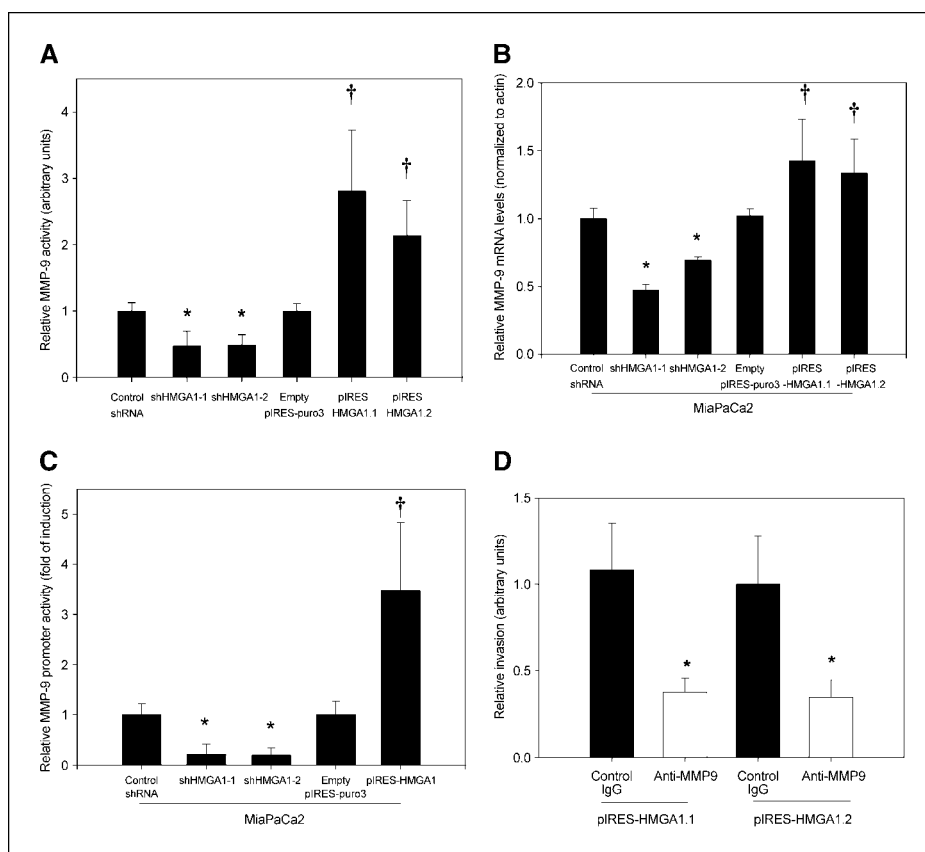 A
Relative MMP-9 activity (arbitrary units)
4
3
2
1
0
*
*
†
†
Control
shRNA
shHMGA1-1
shHMGA1-2
Empty
pIRES-puro3
pIRES
HMGA1.1
pIRES
HMGA1.2
B
Relative MMP-9 mRNA levels (normalized to actin)
2.0
1.5
1.0
0.5
0.0
*
*
†
†
Control
shRNA
shHMGA1-1
shHMGA1-2
Empty
pIRES-puro3
pIRES
-HMGA1.1
pIRES
-HMGA1.2
MiaPaCa2
C
Relative MMP-9 promoter activity (fold of induction)
5
4
3
2
1
0
*
*
†
Control
shRNA
shHMGA1-1
shHMGA1-2
Empty
pIRES-puro3
pIRES-HMGA1
MiaPaCa2
D
Relative invasion (arbitrary units)
1.5
1.0
0.5
0.0
*
*
Control
IgG
Anti-MMP9
Control
IgG
Anti-MMP9
pIRES-HMGA1.1
pIRES-HMGA1.2